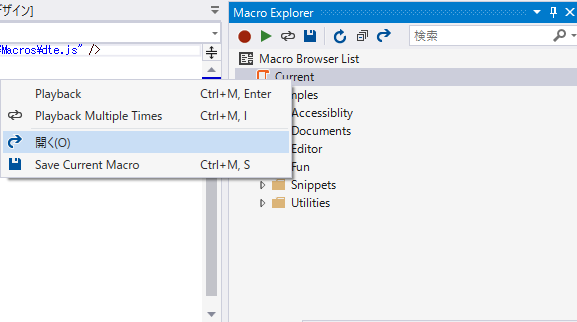 デザイン]
Macros¥dte.js" />
Playback Ctrl+M, Enter
Playback Multiple Times Ctrl+M, I
開く(O)
Save Current Macro Ctrl+M, S
Macro Explorer
検索
Macro Browser List
Current
nples
Accessiblity
Documents
Editor
Fun
Snippets
Utilities